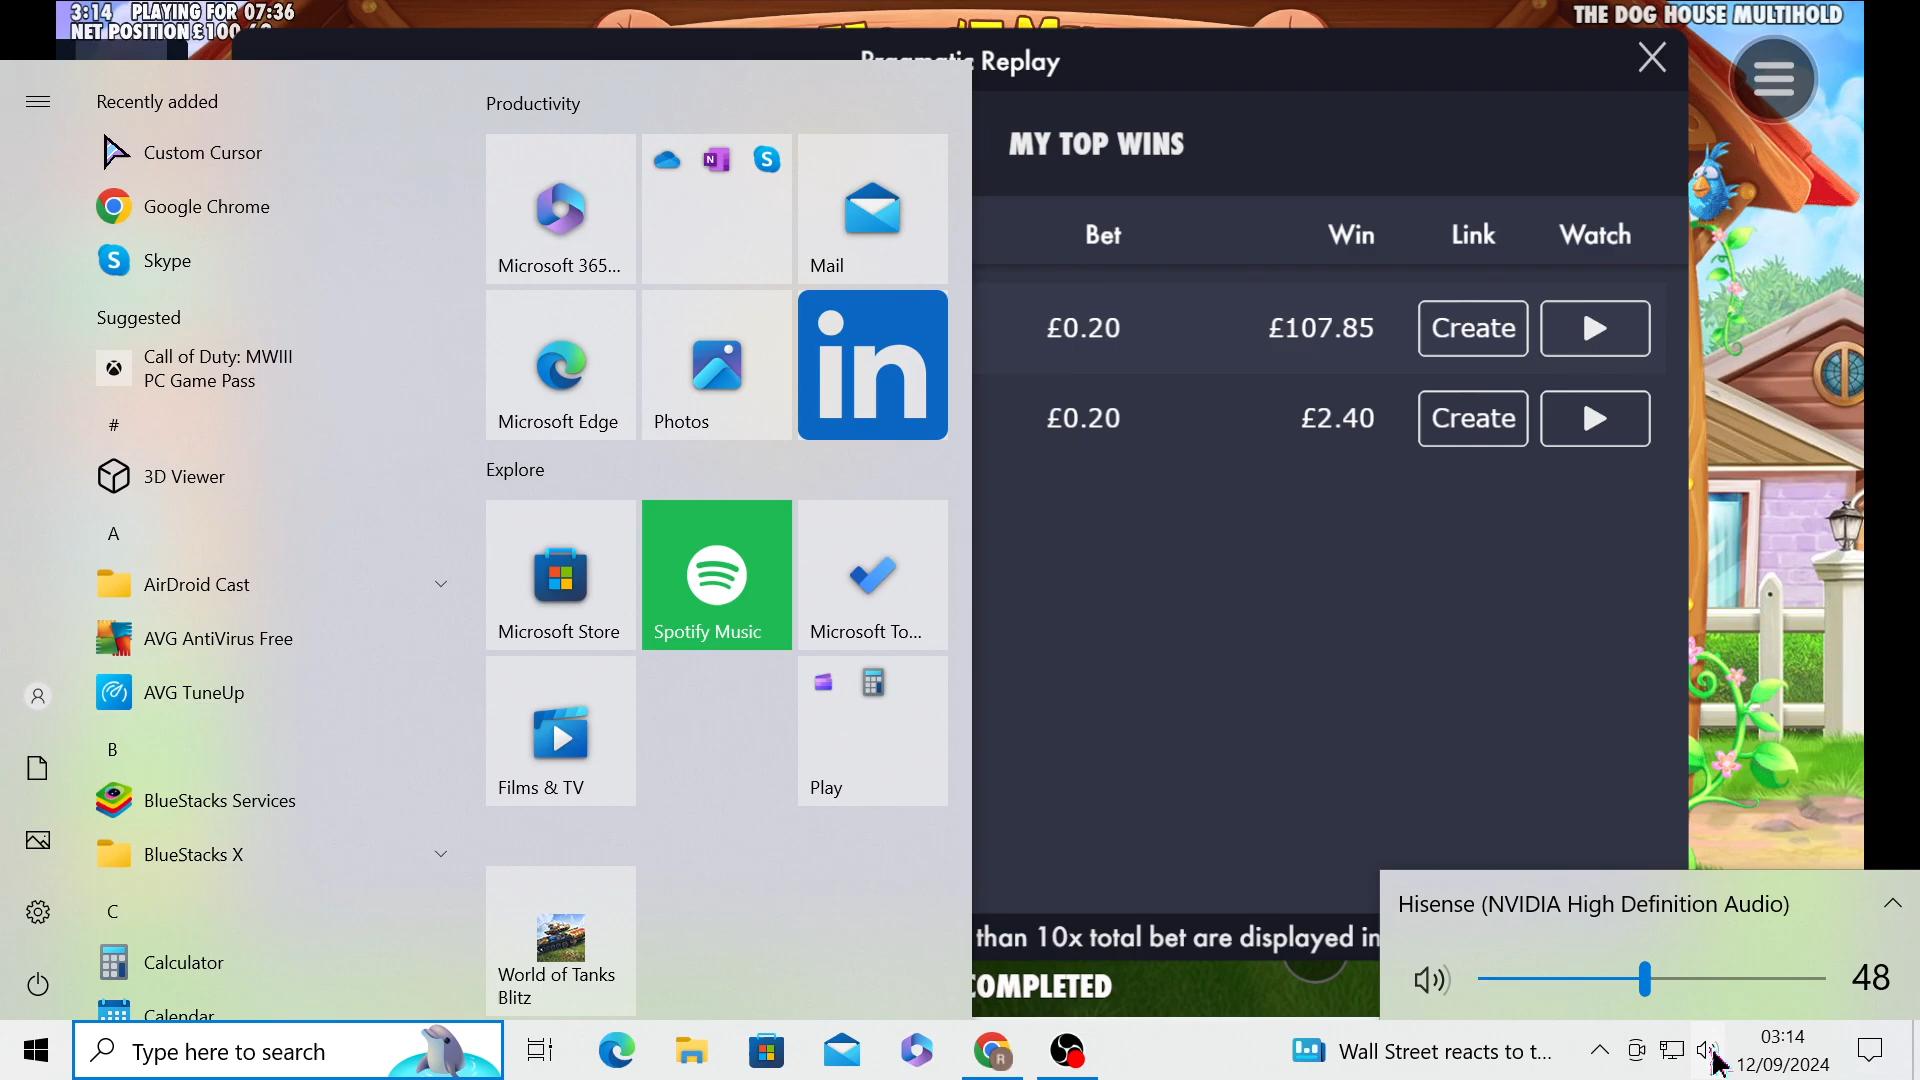 3:14 PLAYING FOR 07:36
NET POSITION £100
THE DOG HOUSE MULTIHOLD
Pragmatic Replay
MY TOP WINS
Bet Win Link Watch
£0.20 £107.85 Create
£0.20 £2.40 Create
than 10x total bet are displayed in
COMPLETED
Recently added
Custom Cursor
Google Chrome
Skype
Suggested
Call of Duty: MWIII
PC Game Pass
#
3D Viewer
A
AirDroid Cast
AVG AntiVirus Free
AVG TuneUp
B
BlueStacks Services
BlueStacks X
C
Calculator
Calendar
Productivity
Microsoft 365...
Mail
Microsoft Edge
Photos
in
Explore
Microsoft Store
Spotify Music
Microsoft To...
Films & TV
Play
World of Tanks
Blitz
Hisense (NVIDIA High Definition Audio)
48
Type here to search
Wall Street reacts to t...
03:14
12/09/2024